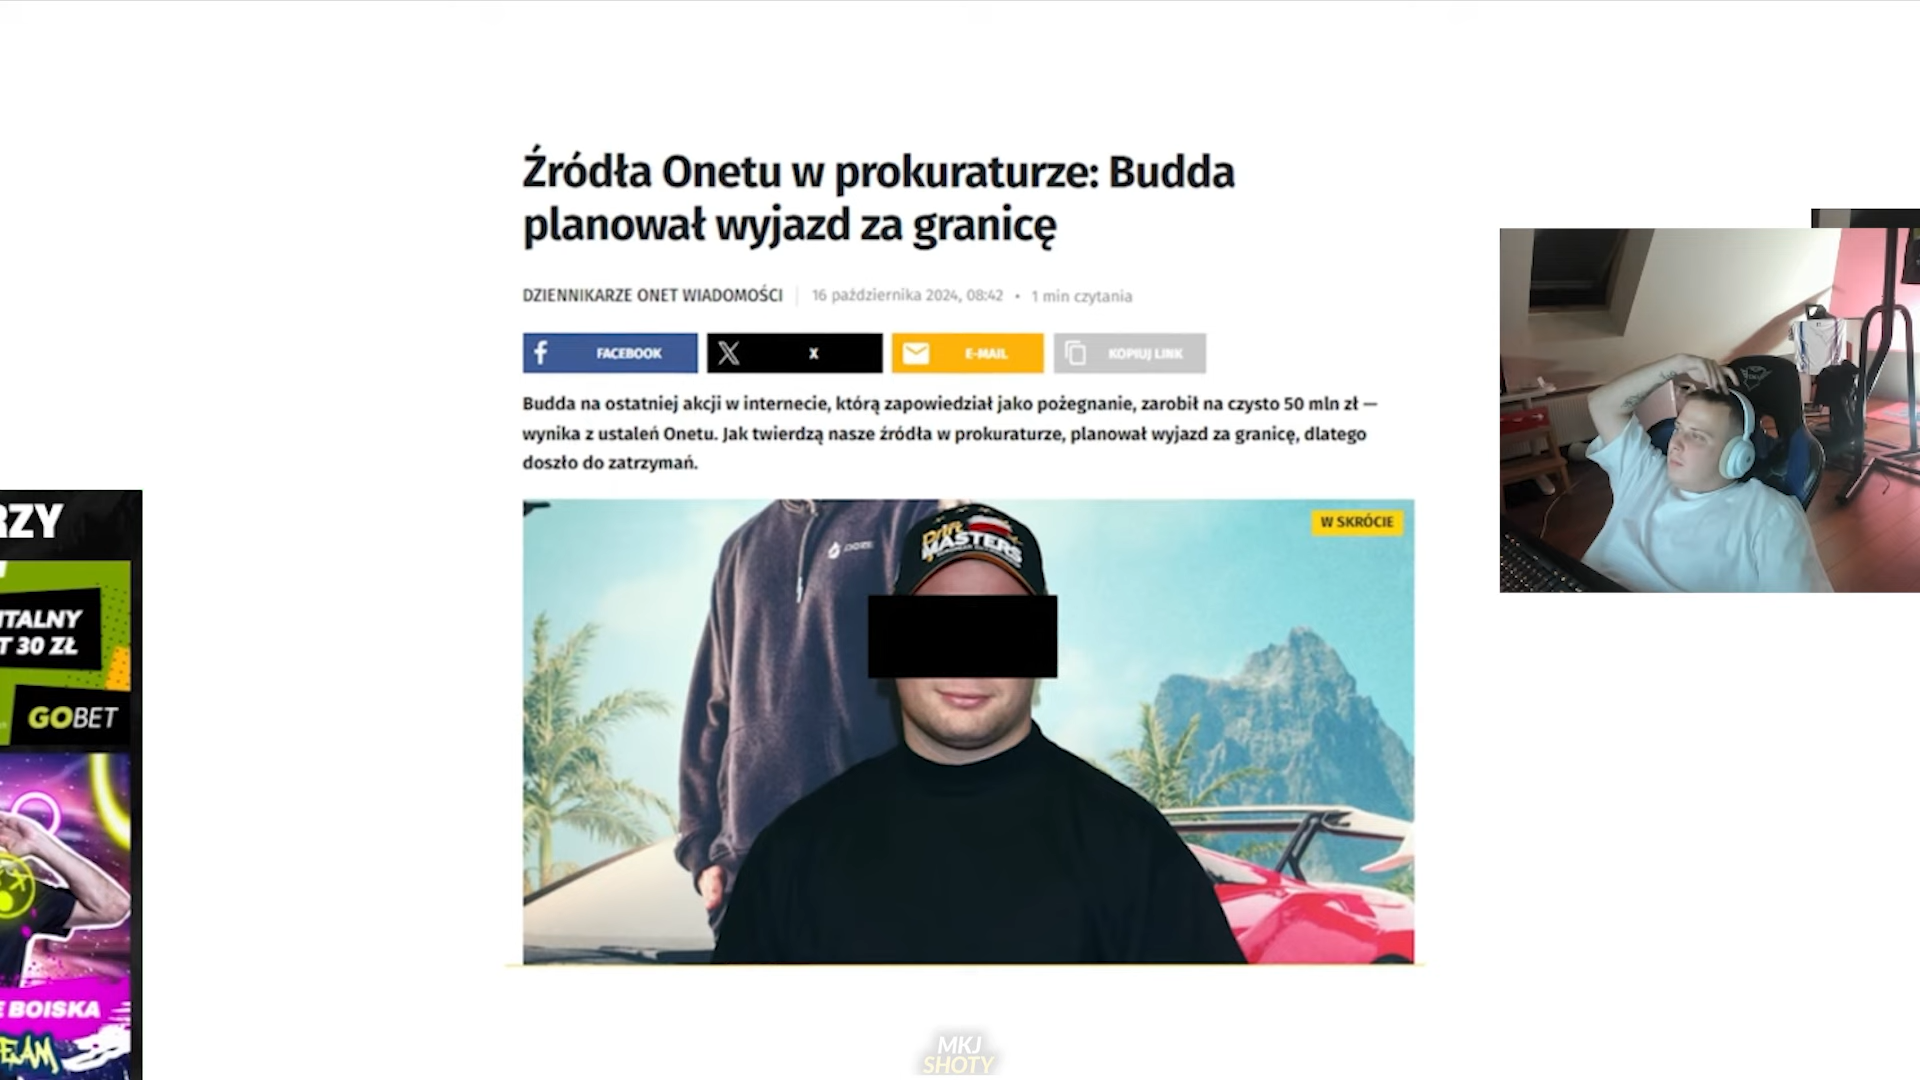 Źródła Onetu w prokuraturze: Budda
planował wyjazd za granicę
DZIENNIKARZE ONET WIADOMOŚCI 16 października 2024, 08:42 • 1 min czytania
FACEBOOK X E-MAIL KOPIUJ LINK
Budda na ostatniej akcji w internecie, którą zapowiedział jako pożegnanie, zarobił na czysto 50 mln zł —
wynika z ustaleń Onetu. Jak twierdzą nasze źródła w prokuraturze, planował wyjazd za granicę, dlatego
doszło do zatrzymań.
W SKRÓCIE
Drift
MASTERS
RZY
ITALNY
T 30 ZŁ
GOBET
E BOISKA
EAM
MKJ
SHOTY